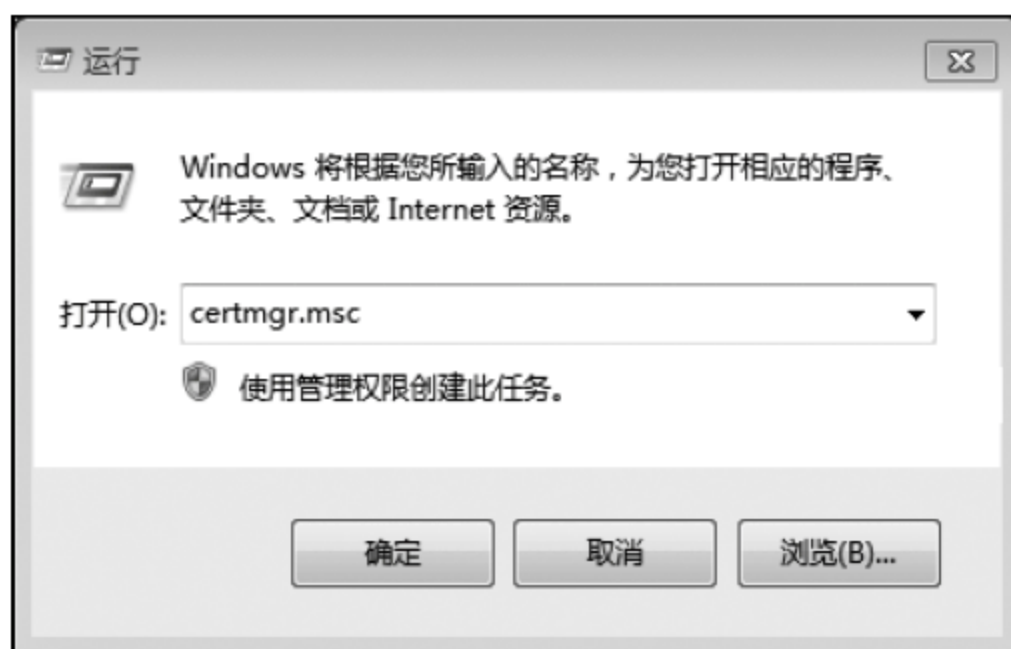 运行
Windows 将根据您所输入的名称，为您打开相应的程序、
文件夹、文档或 Internet 资源。
打开(O): certmgr.msc
使用管理权限创建此任务。
确定 取消 浏览(B)...